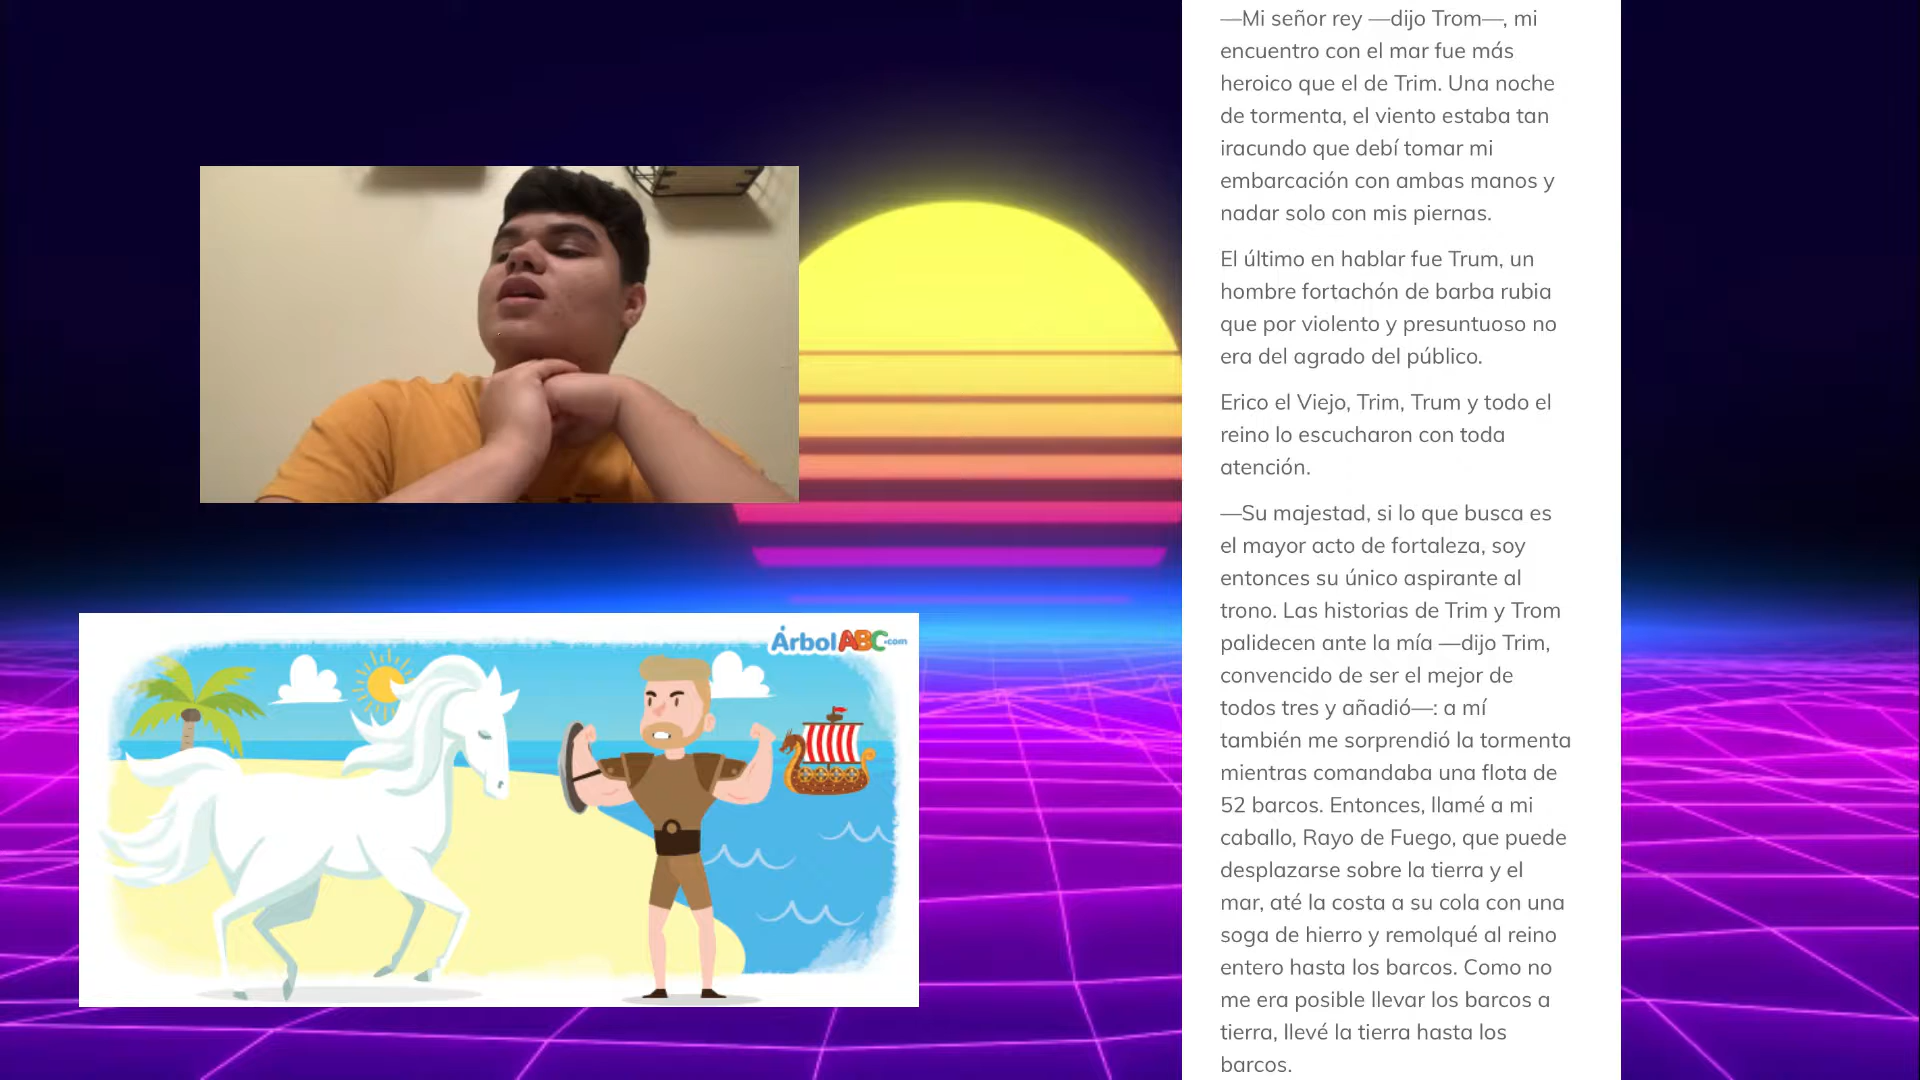 —Mi señor rey —dijo Trom—, mi
encuentro con el mar fue más
heroico que el de Trim. Una noche
de tormenta, el viento estaba tan
iracundo que debí tomar mi
embarcación con ambas manos y
nadar solo con mis piernas.
El último en hablar fue Trum, un
hombre fortachón de barba rubia
que por violento y presuntuoso no
era del agrado del público.
Erico el Viejo, Trim, Trum y todo el
reino lo escucharon con toda
atención.
—Su majestad, si lo que busca es
el mayor acto de fortaleza, soy
entonces su único aspirante al
trono. Las historias de Trim y Trom
palidecen ante la mía —dijo Trim,
convencido de ser el mejor de
todos tres y añadió—: a mí
también me sorprendió la tormenta
mientras comandaba una flota de
52 barcos. Entonces, llamé a mi
caballo, Rayo de Fuego, que puede
desplazarse sobre la tierra y el
mar, até la costa a su cola con una
soga de hierro y remolqué al reino
entero hasta los barcos. Como no
me era posible llevar los barcos a
tierra, llevé la tierra hasta los
barcos.
ÁrbolABC.com